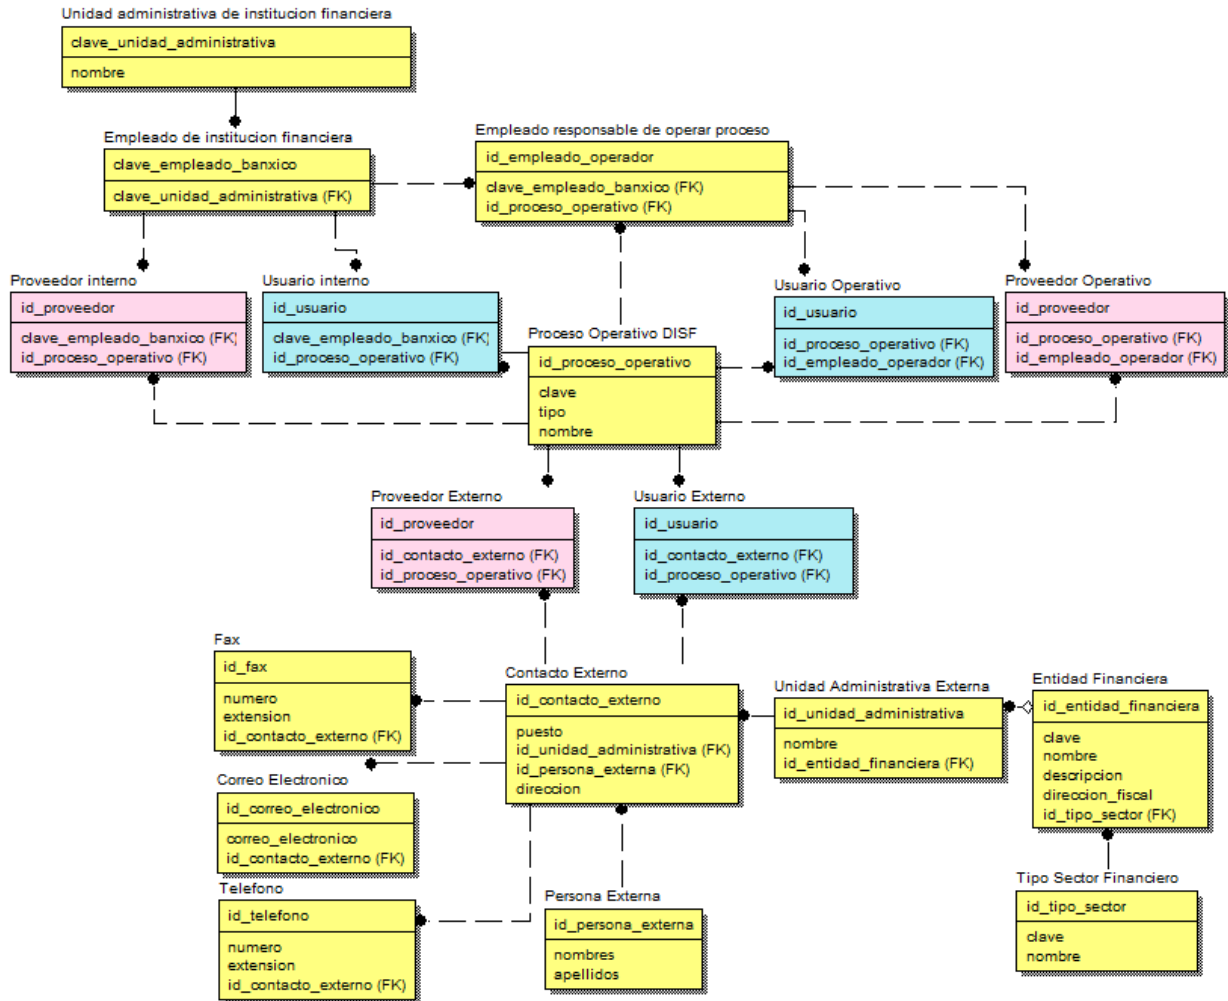 Unidad administrativa de institucion financiera
clave_unidad_administrativa
nombre
Empleado de institucion financiera
clave_empleado_banxico
clave_unidad_administrativa (FK)
Empleado responsable de operar proceso
id_empleado_operador
clave_empleado_banxico (FK)
id_proceso_operativo (FK)
Proveedor interno
id_proveedor
clave_empleado_banxico (FK)
id_proceso_operativo (FK)
Usuario interno
id_usuario
clave_empleado_banxico (FK)
id_proceso_operativo (FK)
Proceso Operativo DISF
id_proceso_operativo
clave
tipo
nombre
Usuario Operativo
id_usuario
id_proceso_operativo (FK)
id_empleado_operador (FK)
Proveedor Operativo
id_proveedor
id_proceso_operativo (FK)
id_empleado_operador (FK)
Proveedor Externo
id_proveedor
id_contacto_externo (FK)
id_proceso_operativo (FK)
Usuario Externo
id_usuario
id_contacto_externo (FK)
id_proceso_operativo (FK)
Fax
id_fax
numero
extension
id_contacto_externo (FK)
Contacto Externo
id_contacto_externo
puesto
id_unidad_administrativa (FK)
id_persona_externa (FK)
direccion
Unidad Administrativa Externa
id_unidad_administrativa
nombre
id_entidad_financiera (FK)
Entidad Financiera
id_entidad_financiera
clave
nombre
descripcion
direccion_fiscal
id_tipo_sector (FK)
Correo Electronico
id_correo_electronico
correo_electronico
id_contacto_externo (FK)
Telefono
id_telefono
numero
extension
id_contacto_externo (FK)
Persona Externa
id_persona_externa
nombres
apellidos
Tipo Sector Financiero
id_tipo_sector
clave
nombre